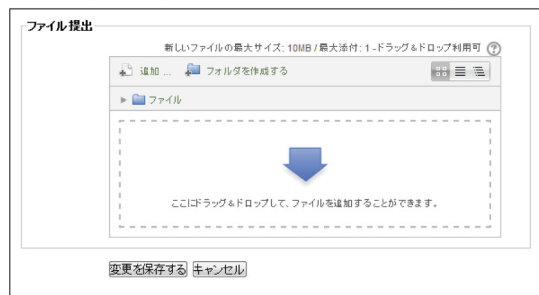 ファイル提出
新しいファイルの最大サイズ: 10MB / 最大添付: 1 -ドラッグ&ドロップ利用可 ?
追加 ... フォルダを作成する
ファイル
ここにドラッグ&ドロップして、ファイルを追加することができます。
変更を保存する キャンセル